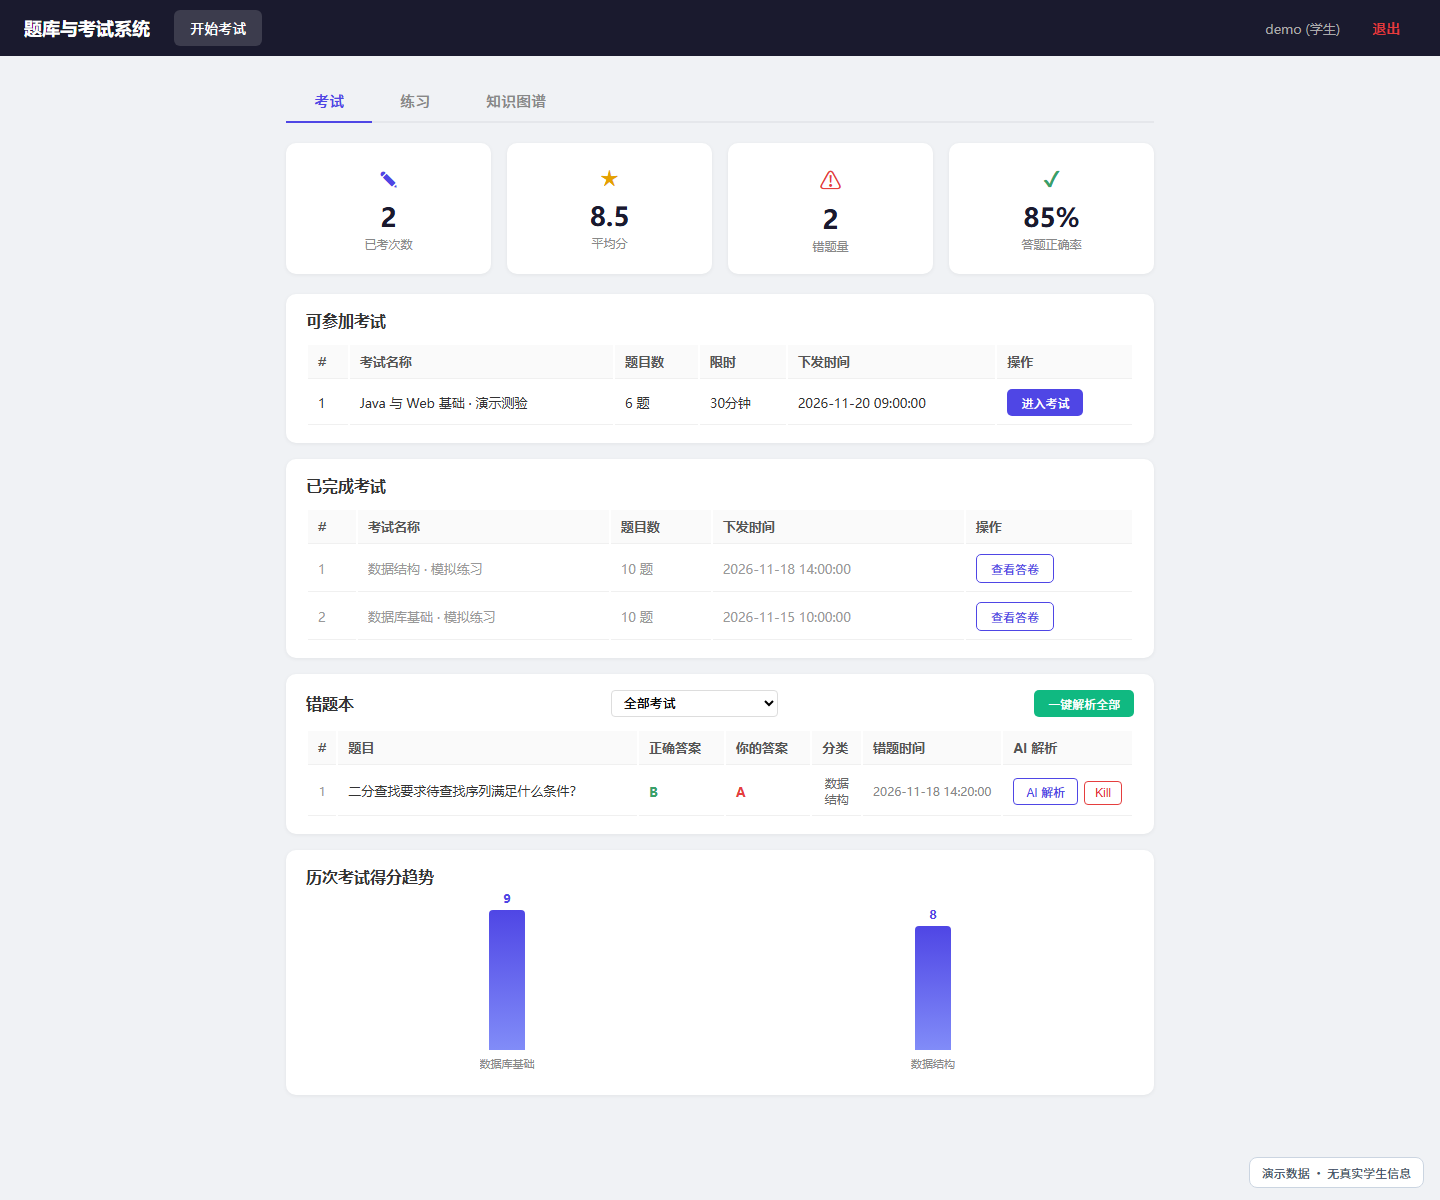 题库与考试系统 开始考试 demo (学生) 退出
考试 练习 知识图谱
2 8.5 2 85%
已考次数 平均分 错题量 答题正确率
可参加考试
# 考试名称 题目数 限时 下发时间 操作
1 Java 与 Web 基础 · 演示测验 6 题 30分钟 2026-11-20 09:00:00 进入考试
已完成考试
# 考试名称 题目数 下发时间 操作
1 数据结构 · 模拟练习 10 题 2026-11-18 14:00:00 查看答卷
2 数据库基础 · 模拟练习 10 题 2026-11-15 10:00:00 查看答卷
错题本 全部考试 一键解析全部
# 题目 正确答案 你的答案 分类 错题时间 AI 解析
1 二分查找要求待查找序列满足什么条件? B A 数据结构 2026-11-18 14:20:00 AI 解析 Kill
历次考试得分趋势
9 8
数据库基础 数据结构
演示数据 · 无真实学生信息